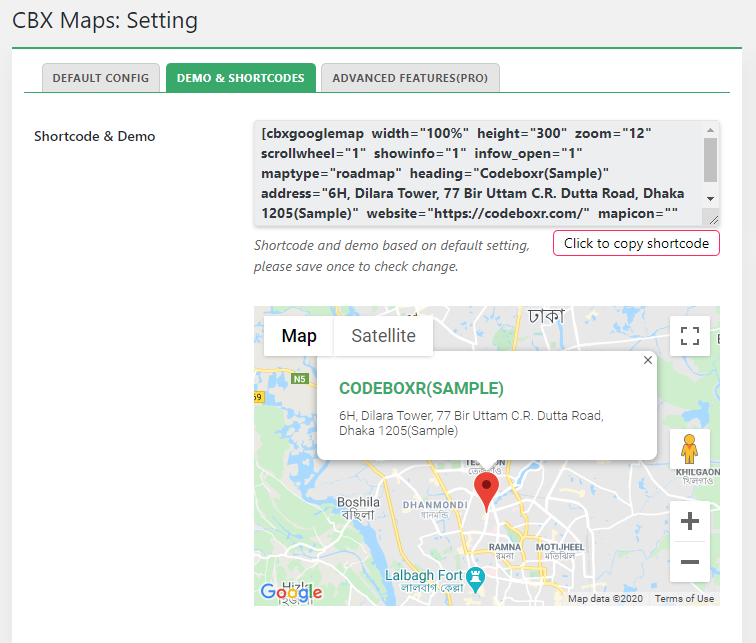 CBX Maps: Setting
DEFAULT CONFIG
DEMO & SHORTCODES
ADVANCED FEATURES(PRO)
Shortcode & Demo
[cbxgooglemap width="100%" height="300" zoom="12"
scrollwheel="1" showinfo="1" infow_open="1"
maptype="roadmap" heading="Codeboxr(Sample)"
address="6H, Dilara Tower, 77 Bir Uttam C.R. Dutta Road, Dhaka
1205(Sample)" website="https://codeboxr.com/" mapicon=""
Shortcode and demo based on default setting,
please save once to check change.
Click to copy shortcode
ঢাকা
Map
Satellite
N5
×
CODEBOXR(SAMPLE)
6H, Dilara Tower, 77 Bir Uttam C.R. Dutta Road,
Dhaka 1205(Sample)
KHILGAON
খিলগাঁও
Boshila
বছিলা
DHANMONDI
ধানমন্ডি
RAMNA
রমনা
MOTIJHEEL
মতিঝিল
Lalbagh Fort
লালবাগ কেল্লা
Google
Map data ©2020
Terms of Use